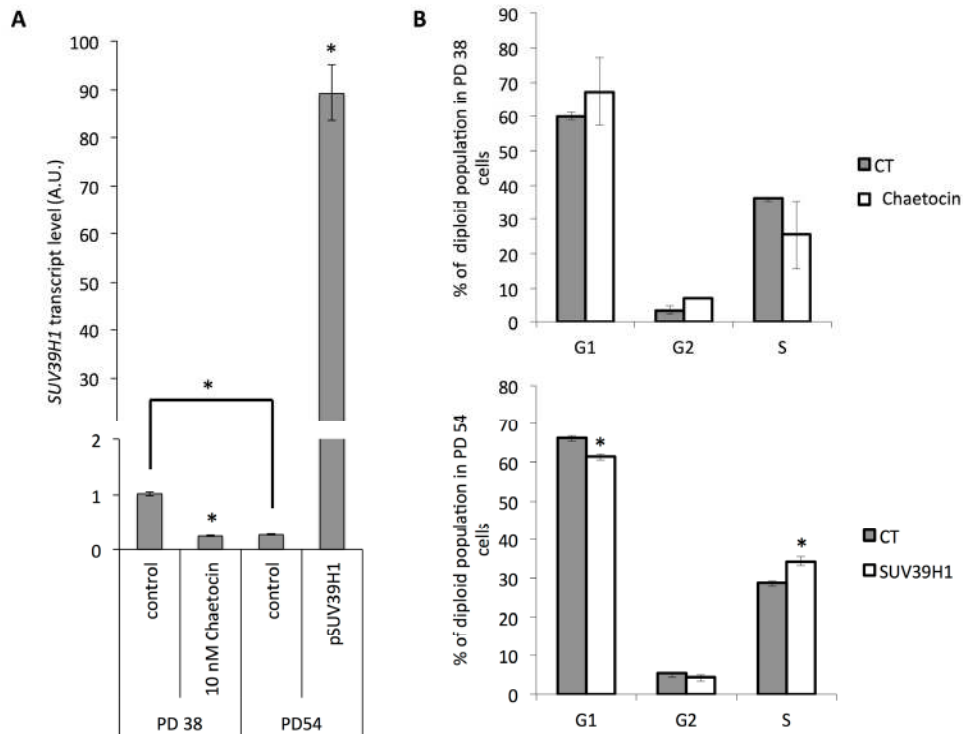 A
SUV39H1 transcript level (A.U.)
100
90
80
70
60
50
40
30
2
1
0
*
*
*
control
10 nM Chaetocin
control
pSUV39H1
PD 38
PD54
B
% of diploid population in PD 38
cells
90
80
70
60
50
40
30
20
10
0
G1
G2
S
CT
Chaetocin
% of diploid population in PD 54
cells
70
60
50
40
30
20
10
0
*
*
G1
G2
S
CT
SUV39H1